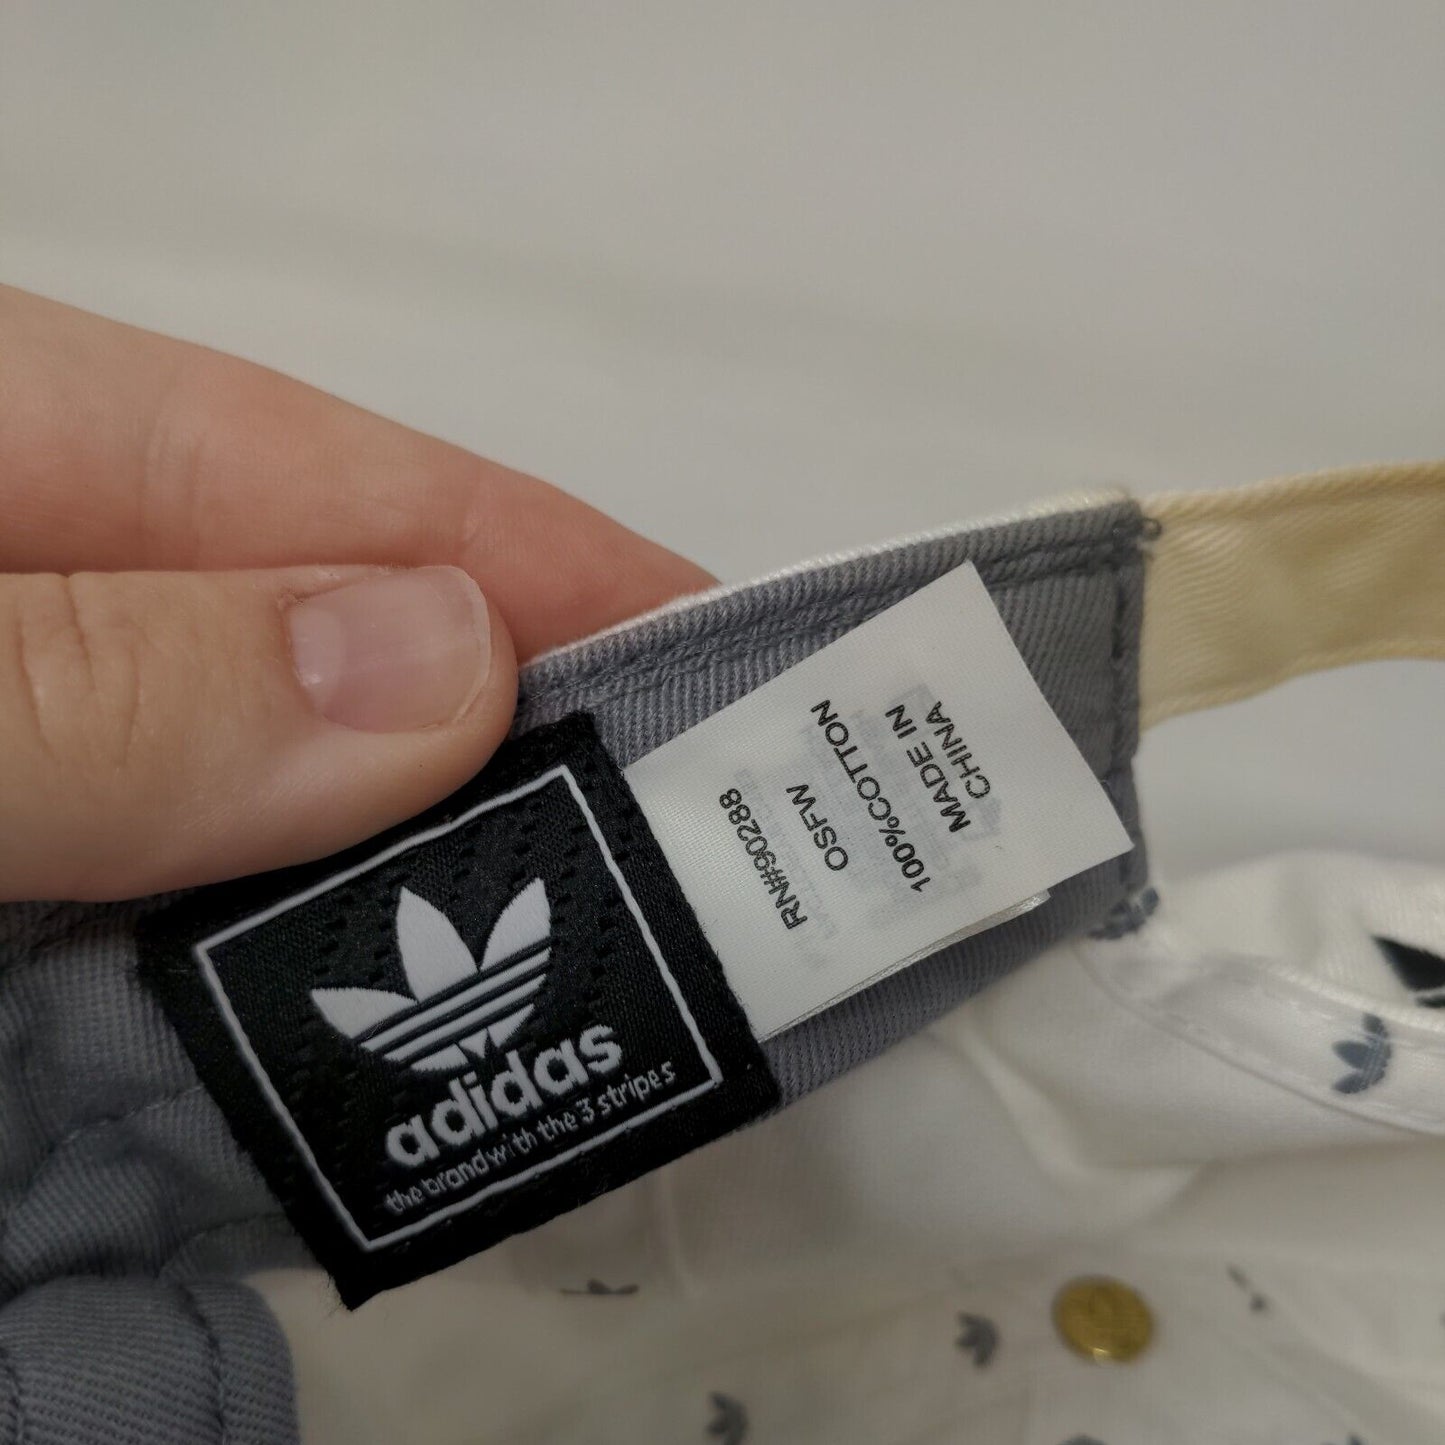 adidas
the brand with the 3 stripes
RN#90288
OSFW
100%COTTON
MADE IN
CHINA